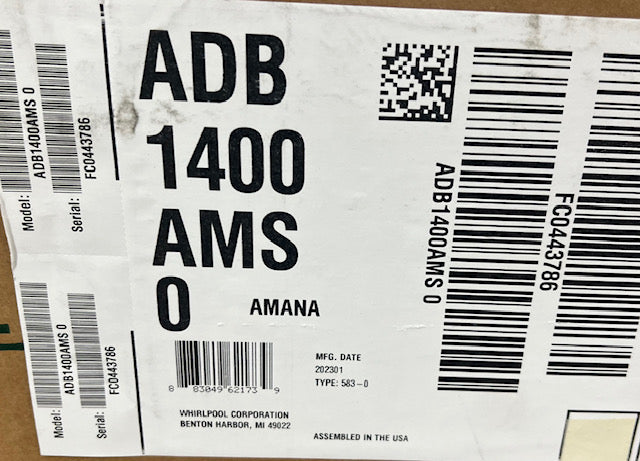 Model:
ADB1400AMS 0
Serial:
FC0443786
Model:
ADB1400AMS 0
Serial:
FC0443786
ADB
1400
AMS
0
AMANA
8 83049 62173 9
MFG. DATE
202301
TYPE: 583-0
WHIRLPOOL CORPORATION
BENTON HARBOR, MI 49022
ASSEMBLED IN THE USA
ADB1400AMS 0
FC0443786